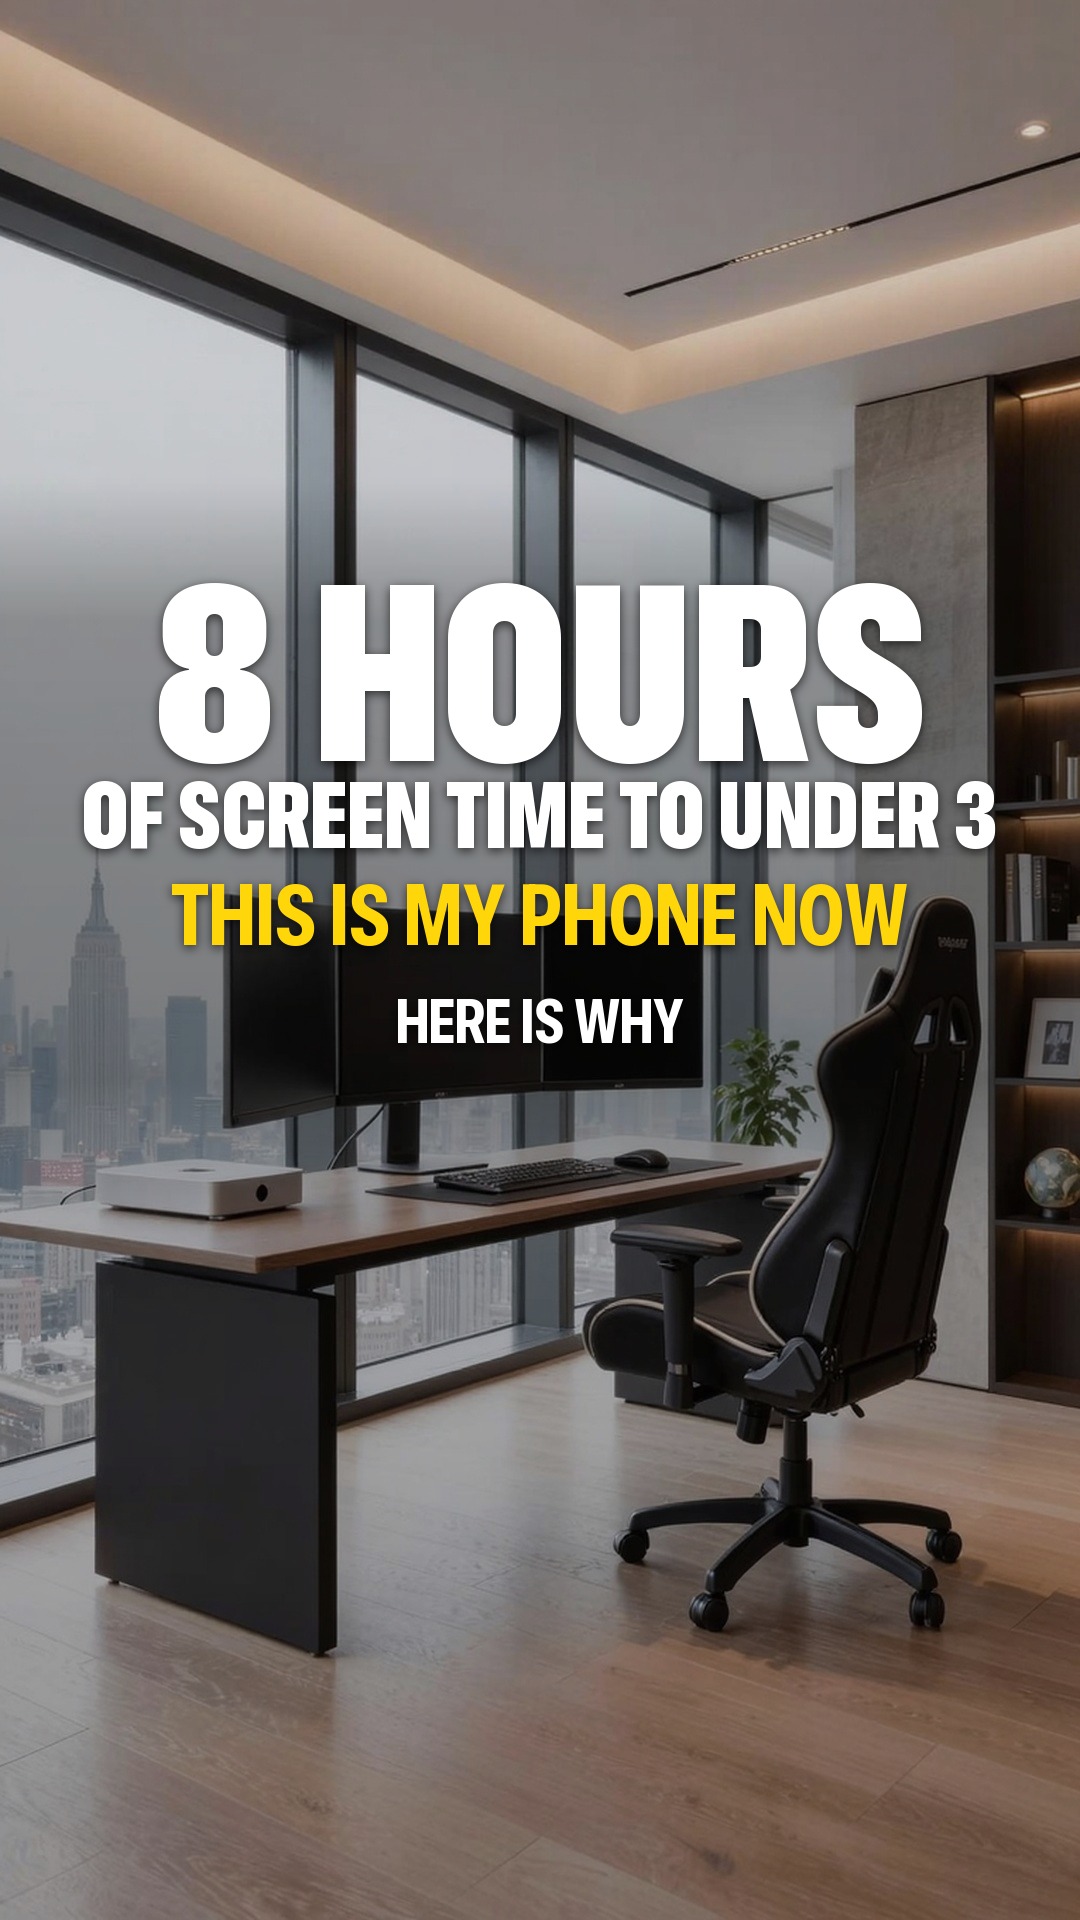 8 HOURS
OF SCREEN TIME TO UNDER 3
THIS IS MY PHONE NOW
HERE IS WHY